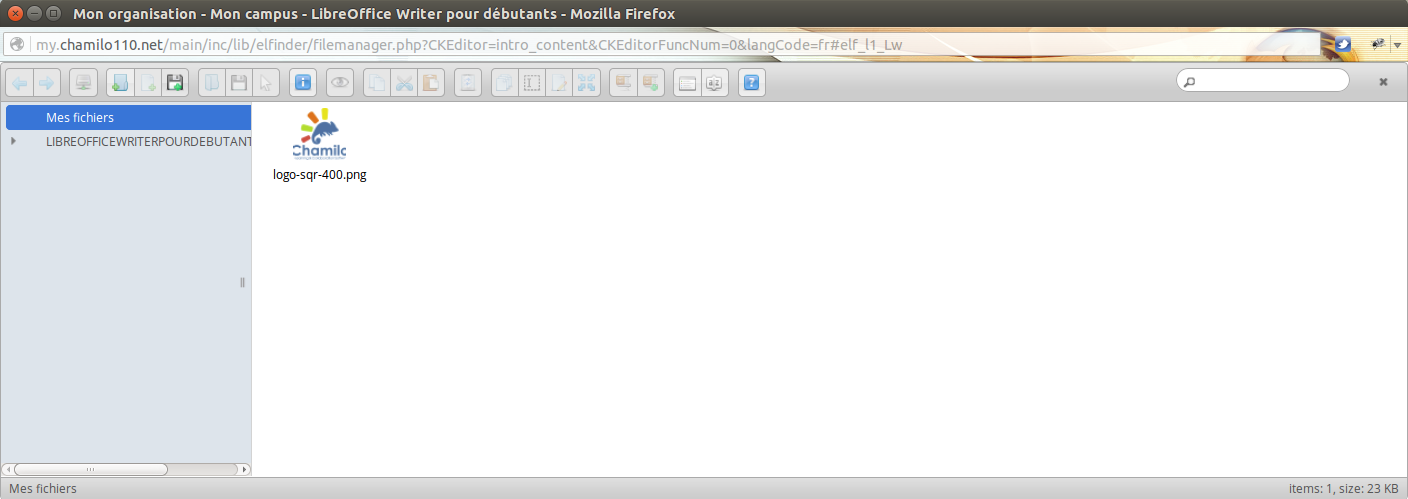 Mon organisation - Mon campus - LibreOffice Writer pour débutants - Mozilla Firefox
my.chamilo110.net/main/inc/lib/elfinder/filemanager.php?CKEditor=intro_content&CKEditorFuncNum=0&langCode=fr#elf_l1_Lw
Mes fichiers
LIBREOFFICEWRITERPOURDEBUTANT
Chamilo
logo-sqr-400.png
Mes fichiers
items: 1, size: 23 KB